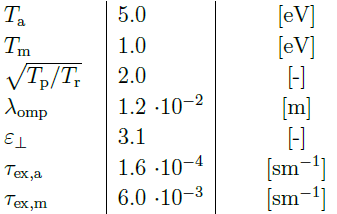 T_a 5.0 [eV]
T_m 1.0 [eV]
√T_p/T_r 2.0 [-]
λ_omp 1.2 ·10^−2 [m]
ε_⊥ 3.1 [-]
τ_ex,a 1.6 ·10^−4 [sm^−1]
τ_ex,m 6.0 ·10^−3 [sm^−1]